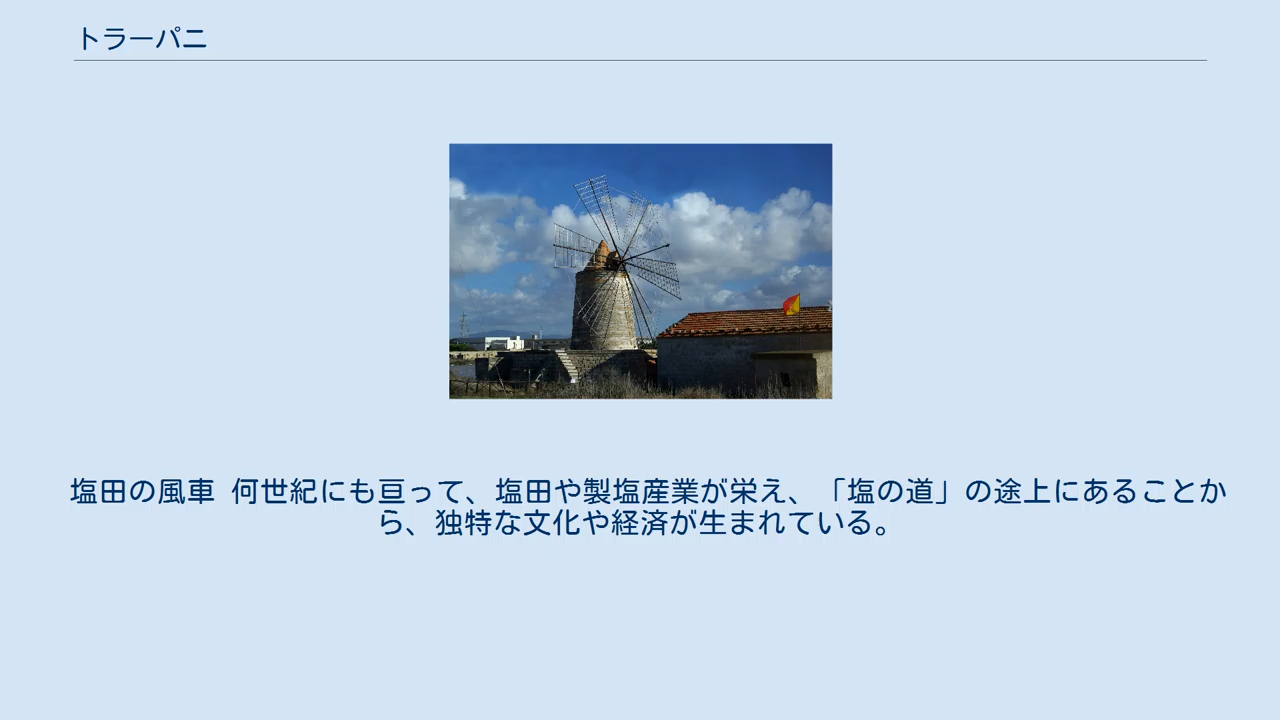 トラーパニ
塩田の風車 何世紀にも亘って、塩田や製塩産業が栄え、「塩の道」の途上にあることか
ら、独特な文化や経済が生まれている。